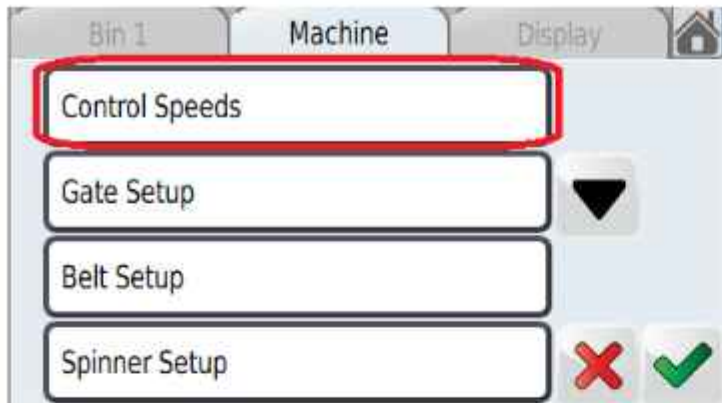 Bin 1 Machine Display
Control Speeds
Gate Setup
Belt Setup
Spinner Setup